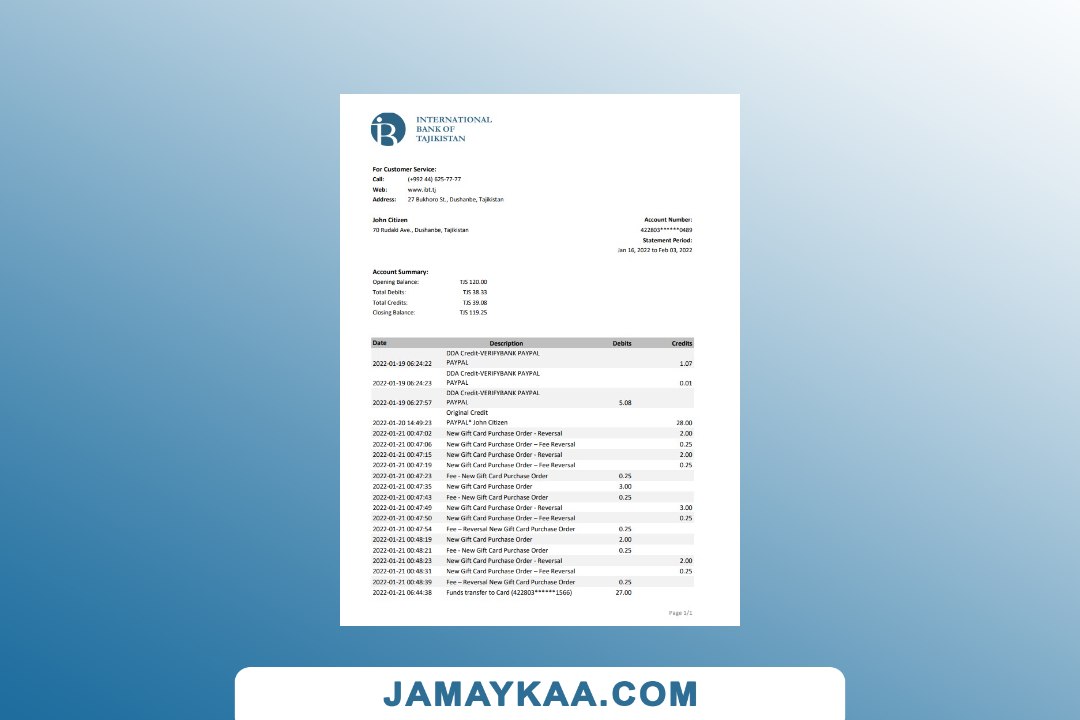 INTERNATIONAL
BANK OF
TAJIKISTAN
For Customer Service:
Call: (+992 44) 625-77-77
Web: www.ibt.tj
Address: 27 Bukhoro St., Dushanbe, Tajikistan
John Citizen
70 Rudaki Ave., Dushanbe, Tajikistan
Account Number:
422803******0489
Statement Period:
Jan 16, 2022 to Feb 03, 2022
Account Summary:
Opening Balance: TJS 120.00
Total Debits: TJS 38.33
Total Credits: TJS 39.08
Closing Balance: TJS 119.25
Date Description Debits Credits
DDA Credit-VERIFYBANK PAYPAL
2022-01-19 06:24:22 PAYPAL 1.07
DDA Credit-VERIFYBANK PAYPAL
2022-01-19 06:24:23 PAYPAL 0.01
DDA Credit-VERIFYBANK PAYPAL
2022-01-19 06:27:57 PAYPAL 5.08
Original Credit
2022-01-20 14:49:23 PAYPAL* John Citizen 28.00
2022-01-21 00:47:02 New Gift Card Purchase Order - Reversal 2.00
2022-01-21 00:47:06 New Gift Card Purchase Order – Fee Reversal 0.25
2022-01-21 00:47:15 New Gift Card Purchase Order - Reversal 2.00
2022-01-21 00:47:19 New Gift Card Purchase Order – Fee Reversal 0.25
2022-01-21 00:47:23 Fee - New Gift Card Purchase Order 0.25
2022-01-21 00:47:35 New Gift Card Purchase Order 3.00
2022-01-21 00:47:43 Fee - New Gift Card Purchase Order 0.25
2022-01-21 00:47:49 New Gift Card Purchase Order - Reversal 3.00
2022-01-21 00:47:50 New Gift Card Purchase Order – Fee Reversal 0.25
2022-01-21 00:47:54 Fee – Reversal New Gift Card Purchase Order 0.25
2022-01-21 00:48:19 New Gift Card Purchase Order 2.00
2022-01-21 00:48:21 Fee - New Gift Card Purchase Order 0.25
2022-01-21 00:48:23 New Gift Card Purchase Order - Reversal 2.00
2022-01-21 00:48:31 New Gift Card Purchase Order – Fee Reversal 0.25
2022-01-21 00:48:39 Fee – Reversal New Gift Card Purchase Order 0.25
2022-01-21 06:44:38 Funds transfer to Card (422803******1566) 27.00
Page 1/1
JAMAYKAA.COM